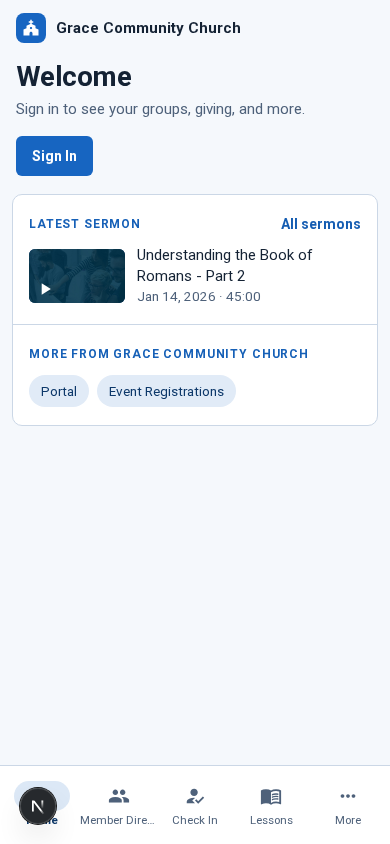 Grace Community Church
Welcome
Sign in to see your groups, giving, and more.
Sign In
LATEST SERMON
All sermons
Understanding the Book of
Romans - Part 2
Jan 14, 2026 · 45:00
MORE FROM GRACE COMMUNITY CHURCH
Portal
Event Registrations
N
Member Dire...
Check In
Lessons
More